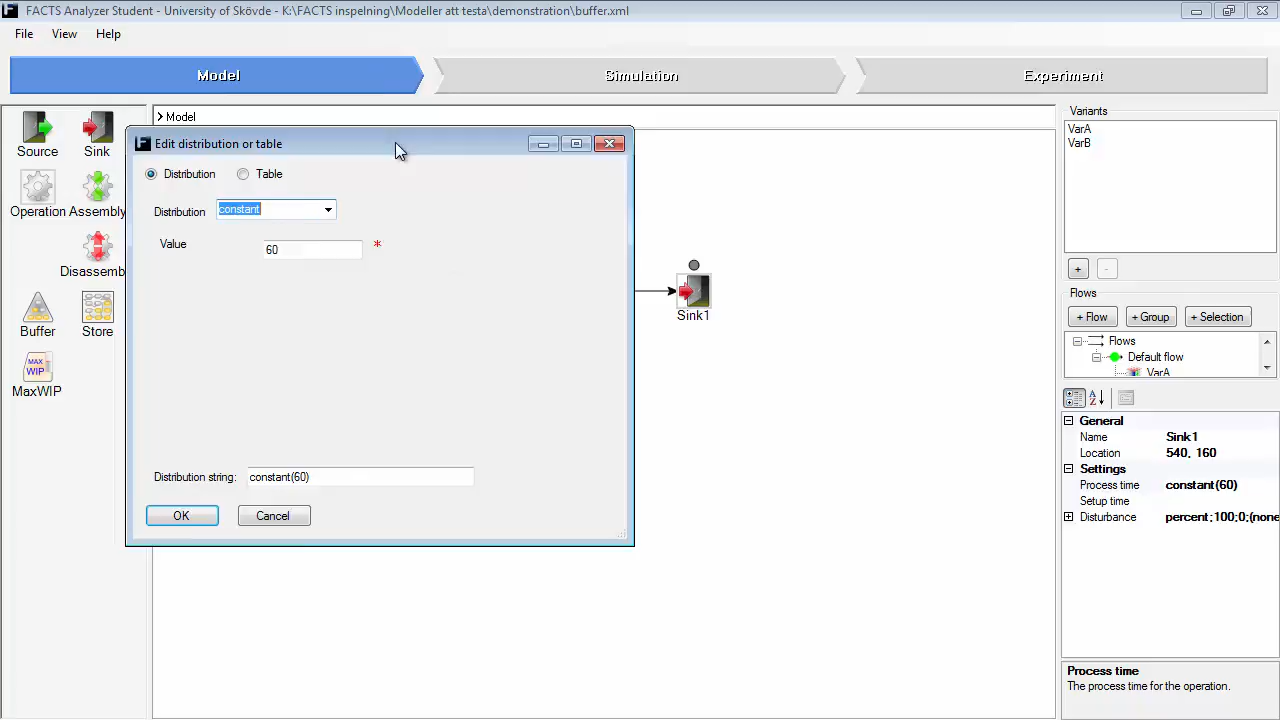 FACTS Analyzer Student - University of Skövde - K:\FACTS inspelning\Modeller att testa\demonstration\buffer.xml
File View Help
Model Simulation Experiment
Source Sink
Operation Assembly
Disassemb
Buffer Store
MAX WIP
MaxWIP
Model
Edit distribution or table
Distribution Table
Distribution constant
Value 60 *
Distribution string: constant(60)
OK Cancel
Sink1
Variants
VarA
VarB
+ -
Flows
+ Flow + Group + Selection
Flows
Default flow
VarA
General
Name Sink1
Location 540, 160
Settings
Process time constant(60)
Setup time
Disturbance percent;100;0;(none
Process time
The process time for the operation.